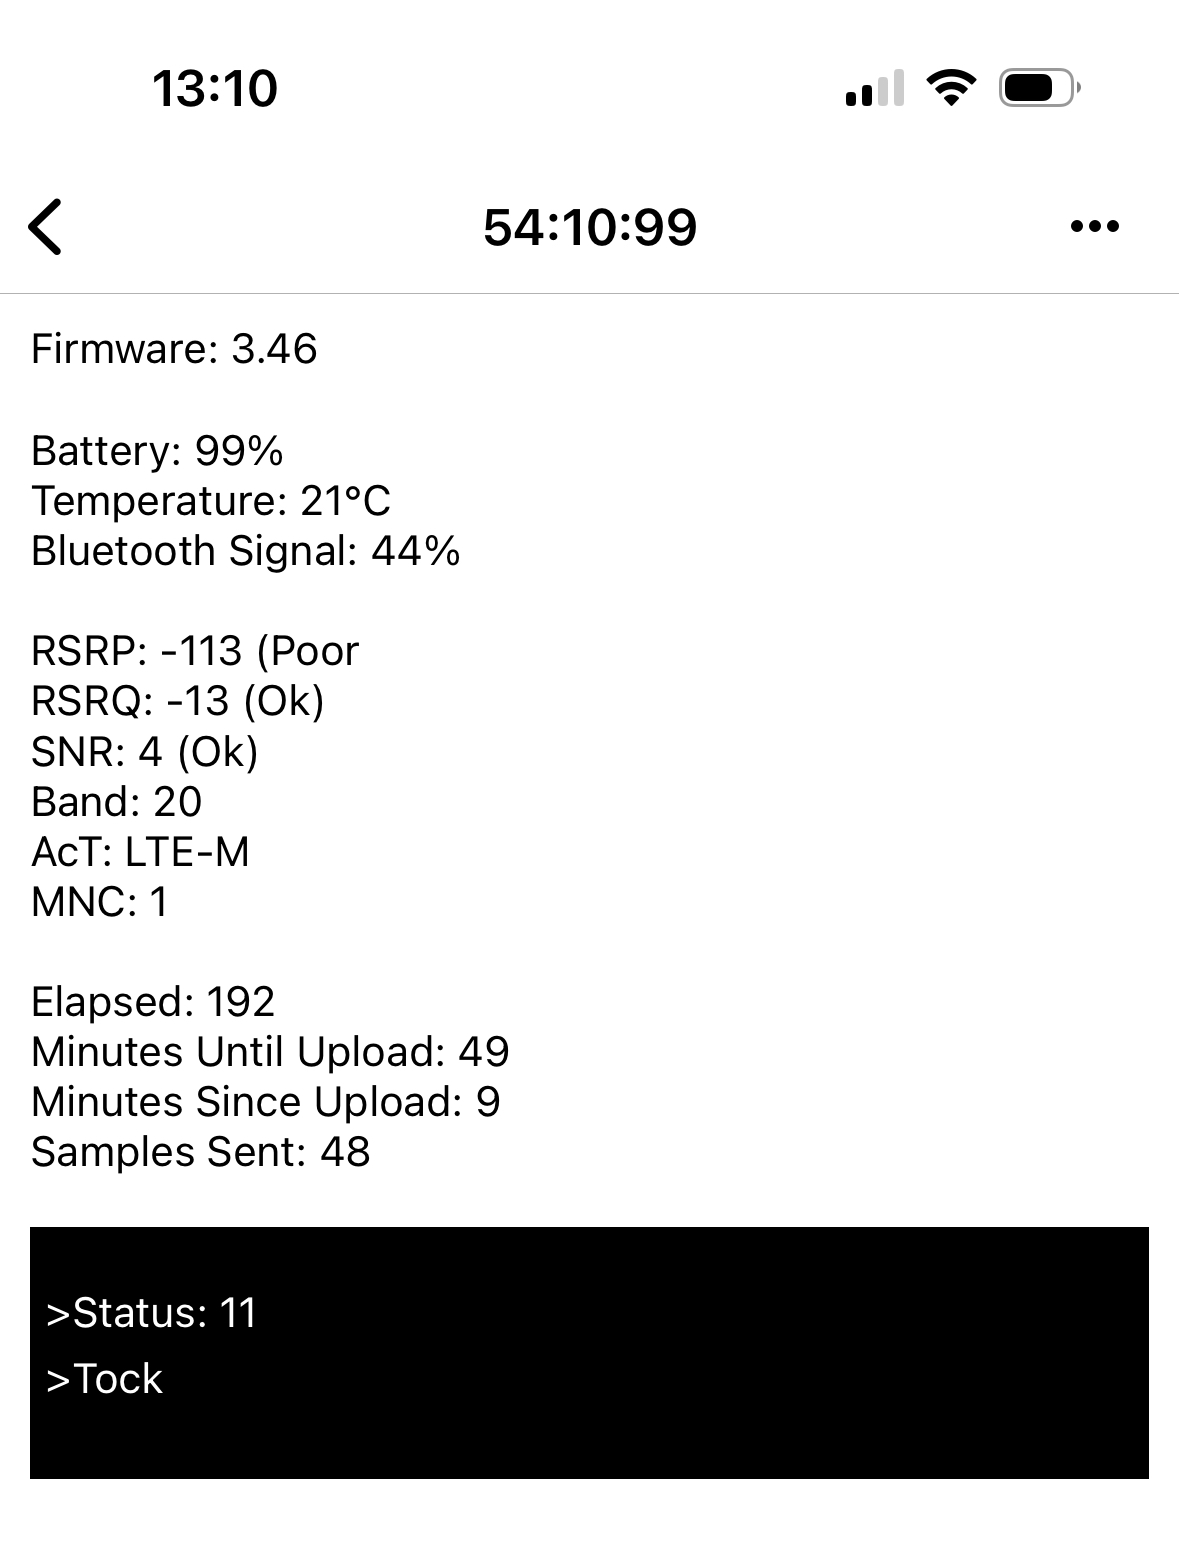 13:10
54:10:99
Firmware: 3.46
Battery: 99%
Temperature: 21°C
Bluetooth Signal: 44%
RSRP: -113 (Poor
RSRQ: -13 (Ok)
SNR: 4 (Ok)
Band: 20
AcT: LTE-M
MNC: 1
Elapsed: 192
Minutes Until Upload: 49
Minutes Since Upload: 9
Samples Sent: 48
>Status: 11
>Tock